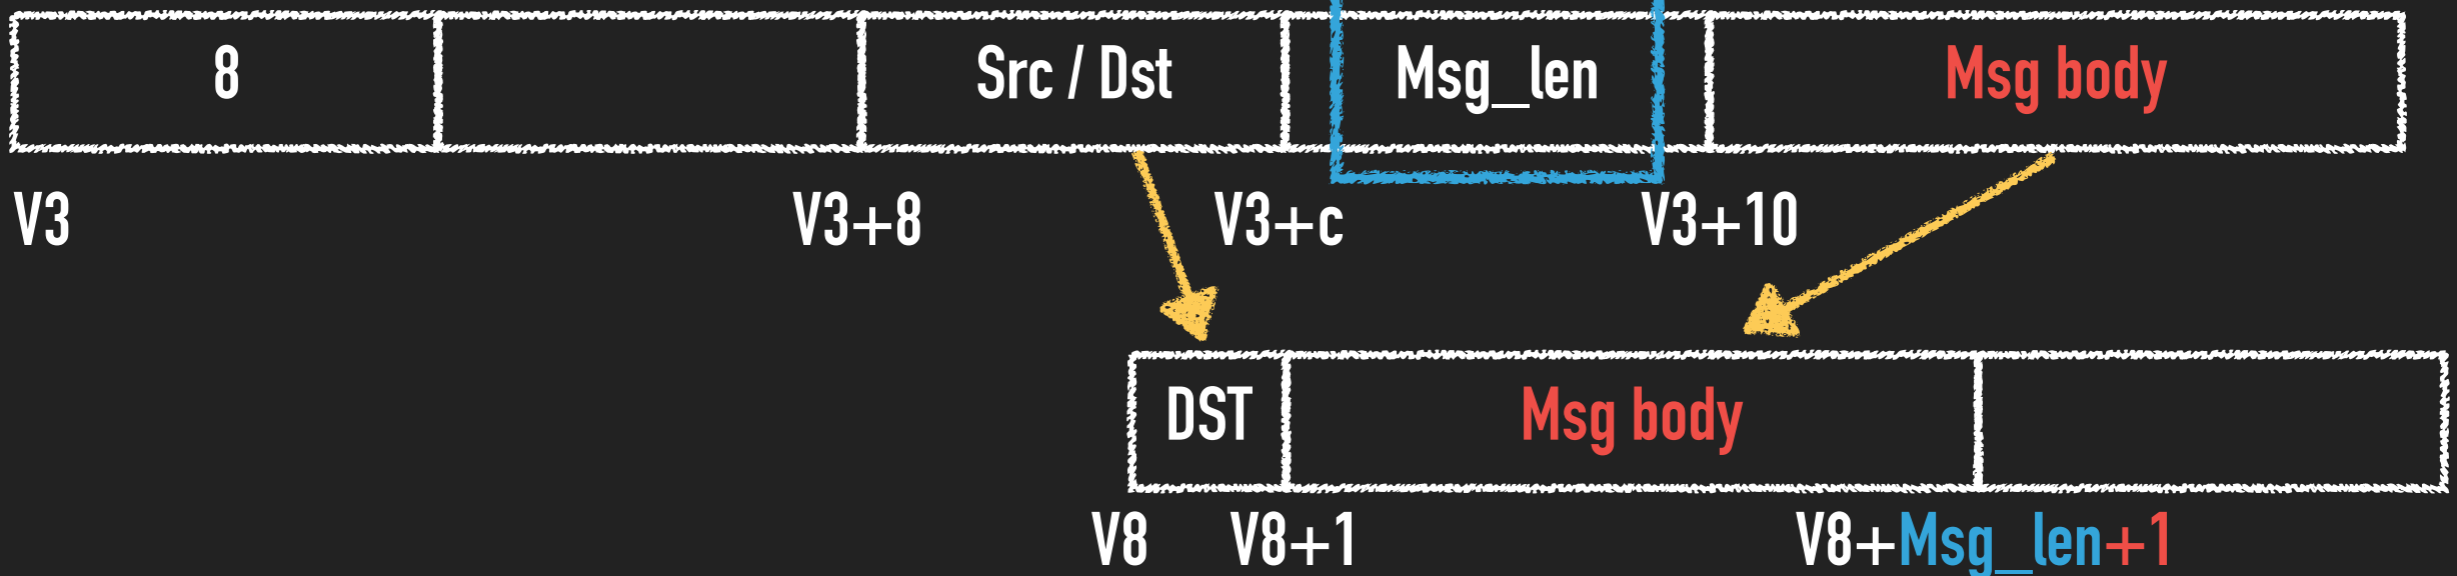 8 Src / Dst Msg_len Msg body
V3 V3+8 V3+c V3+10
DST Msg body
V8 V8+1 V8+Msg_len+1